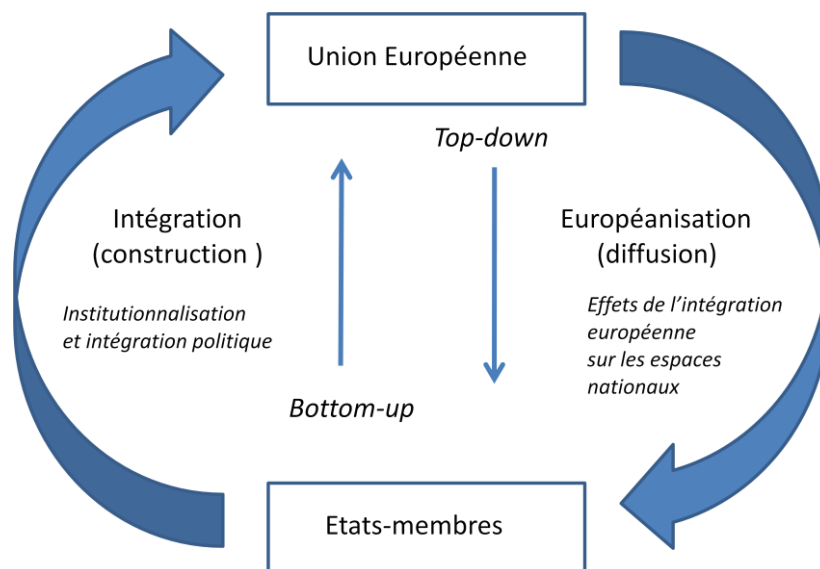 Union Européenne
Top-down
Intégration
(construction )
Institutionnalisation
et intégration politique
Européanisation
(diffusion)
Effets de l’intégration
européenne
sur les espaces
nationaux
Bottom-up
Etats-membres